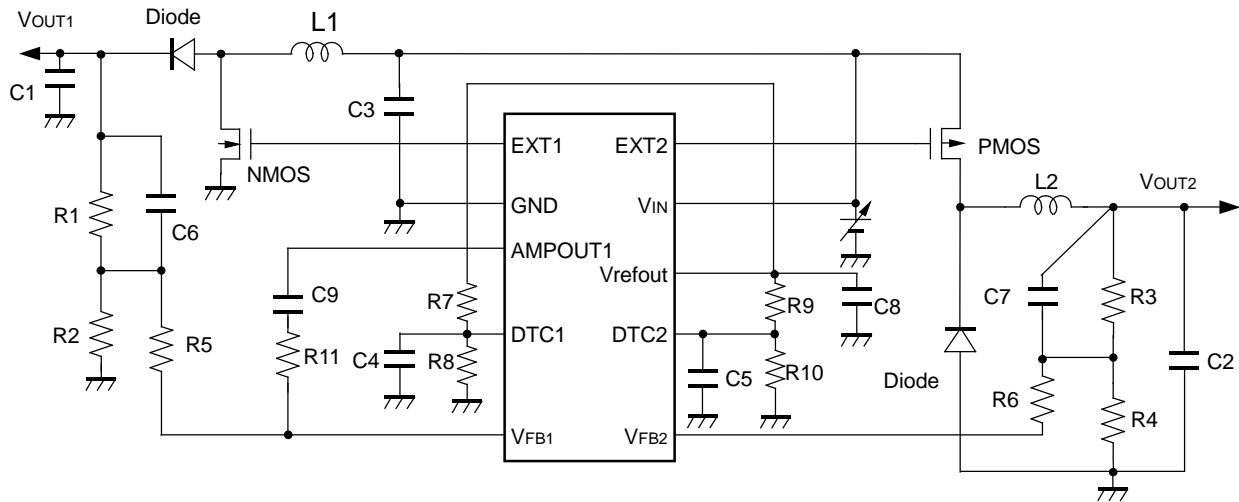 VOUT1
Diode
L1
C1
C3
EXT1
EXT2
PMOS
NMOS
L2
VOUT2
R1
C6
GND
VIN
AMPOUT1
Vrefout
C9
R7
R9
C8
C7
R3
R2
R5
R11
C4
R8
DTC1
DTC2
C5
R10
Diode
R6
C2
R4
VFB1
VFB2